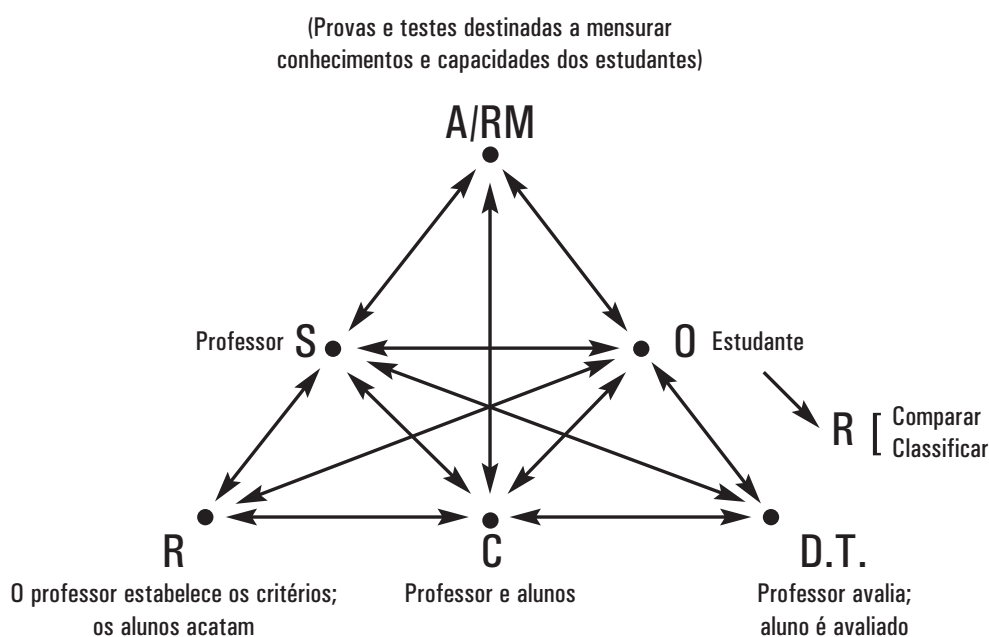 (Provas e testes destinadas a mensurar
conhecimentos e capacidades dos estudantes)
A/RM
Professor S
O Estudante
R [ Comparar
Classificar
R
O professor estabelece os critérios;
os alunos acatam
C
Professor e alunos
D.T.
Professor avalia;
aluno é avaliado